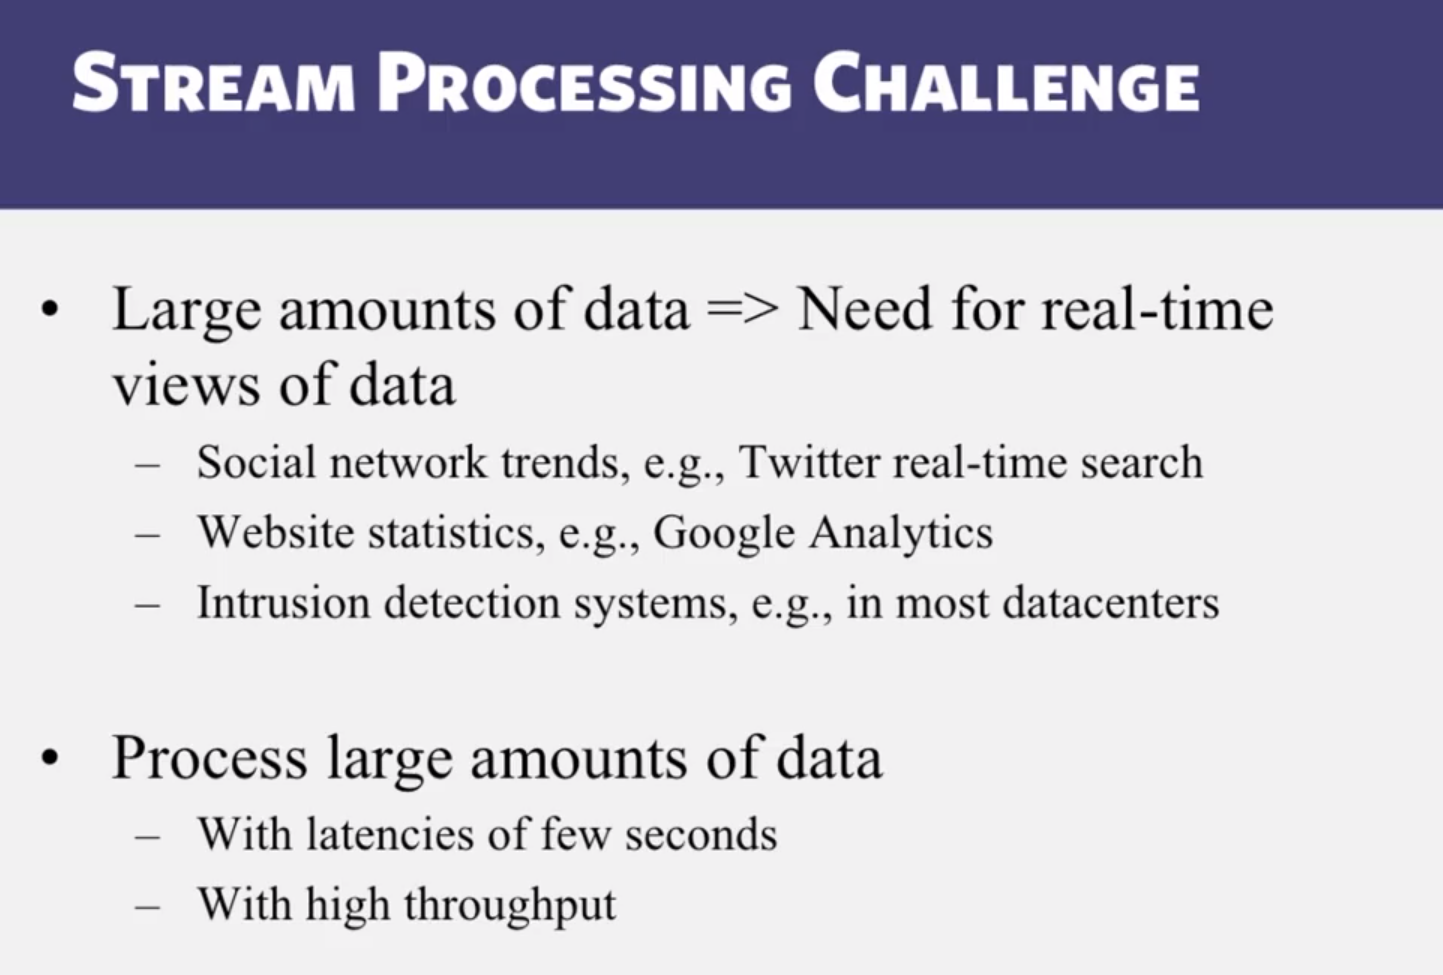 STREAM PROCESSING CHALLENGE
• Large amounts of data => Need for real-time
views of data
– Social network trends, e.g., Twitter real-time search
– Website statistics, e.g., Google Analytics
– Intrusion detection systems, e.g., in most datacenters
• Process large amounts of data
– With latencies of few seconds
– With high throughput